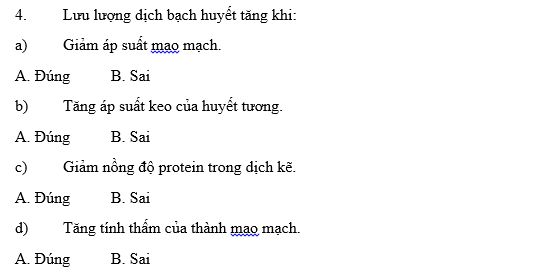 4. Lưu lượng dịch bạch huyết tăng khi:
a) Giảm áp suất mao mạch.
A. Đúng B. Sai
b) Tăng áp suất keo của huyết tương.
A. Đúng B. Sai
c) Giảm nồng độ protein trong dịch kẽ.
A. Đúng B. Sai
d) Tăng tính thấm của thành mao mạch.
A. Đúng B. Sai